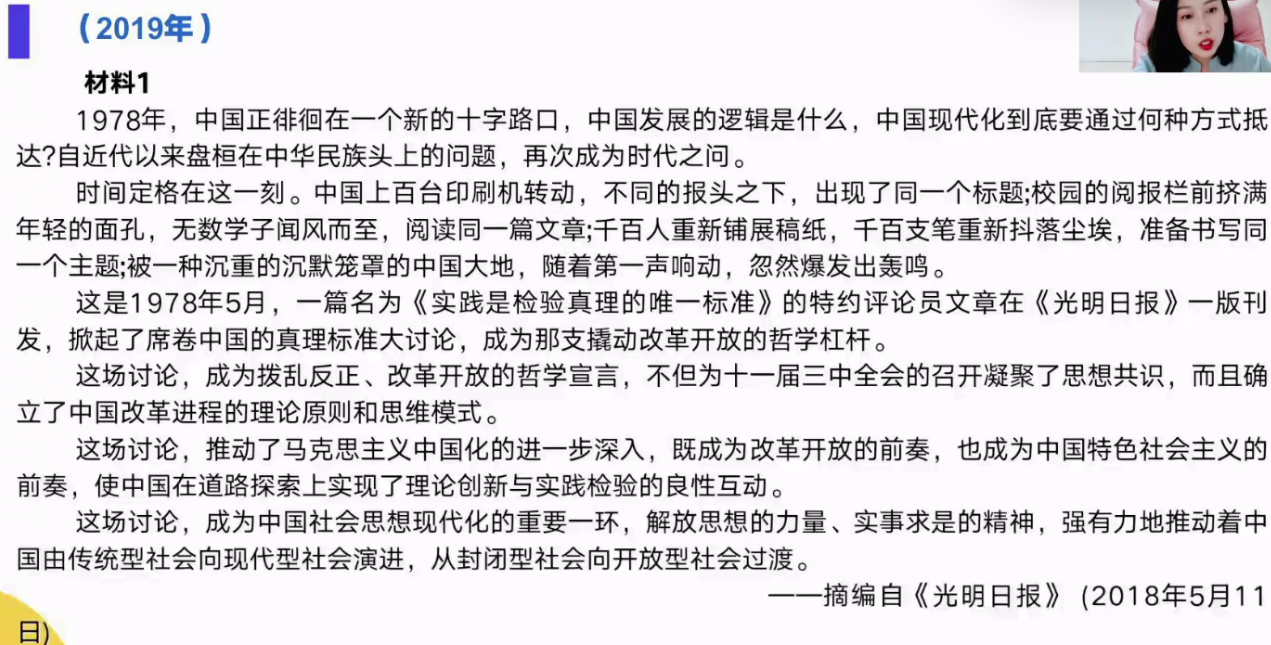 （2019年）
材料1
1978年，中国正徘徊在一个新的十字路口，中国发展的逻辑是什么，中国现代化到底要通过何种方式抵
达?自近代以来盘桓在中华民族头上的问题，再次成为时代之问。
时间定格在这一刻。中国上百台印刷机转动，不同的报头之下，出现了同一个标题;校园的阅报栏前挤满
年轻的面孔，无数学子闻风而至，阅读同一篇文章;千百人重新铺展稿纸，千百支笔重新抖落尘埃，准备书写同
一个主题;被一种沉重的沉默笼罩的中国大地，随着第一声响动，忽然爆发出轰鸣。
这是1978年5月，一篇名为《实践是检验真理的唯一标准》的特约评论员文章在《光明日报》一版刊
发，掀起了席卷中国的真理标准大讨论，成为那支撬动改革开放的哲学杠杆。
这场讨论，成为拨乱反正、改革开放的哲学宣言，不但为十一届三中全会的召开凝聚了思想共识，而且确
立了中国改革进程的理论原则和思维模式。
这场讨论，推动了马克思主义中国化的进一步深入，既成为改革开放的前奏，也成为中国特色社会主义的
前奏，使中国在道路探索上实现了理论创新与实践检验的良性互动。
这场讨论，成为中国社会思想现代化的重要一环，解放思想的力量、实事求是的精神，强有力地推动着中
国由传统型社会向现代型社会演进，从封闭型社会向开放型社会过渡。
——摘编自《光明日报》 (2018年5月11
日)